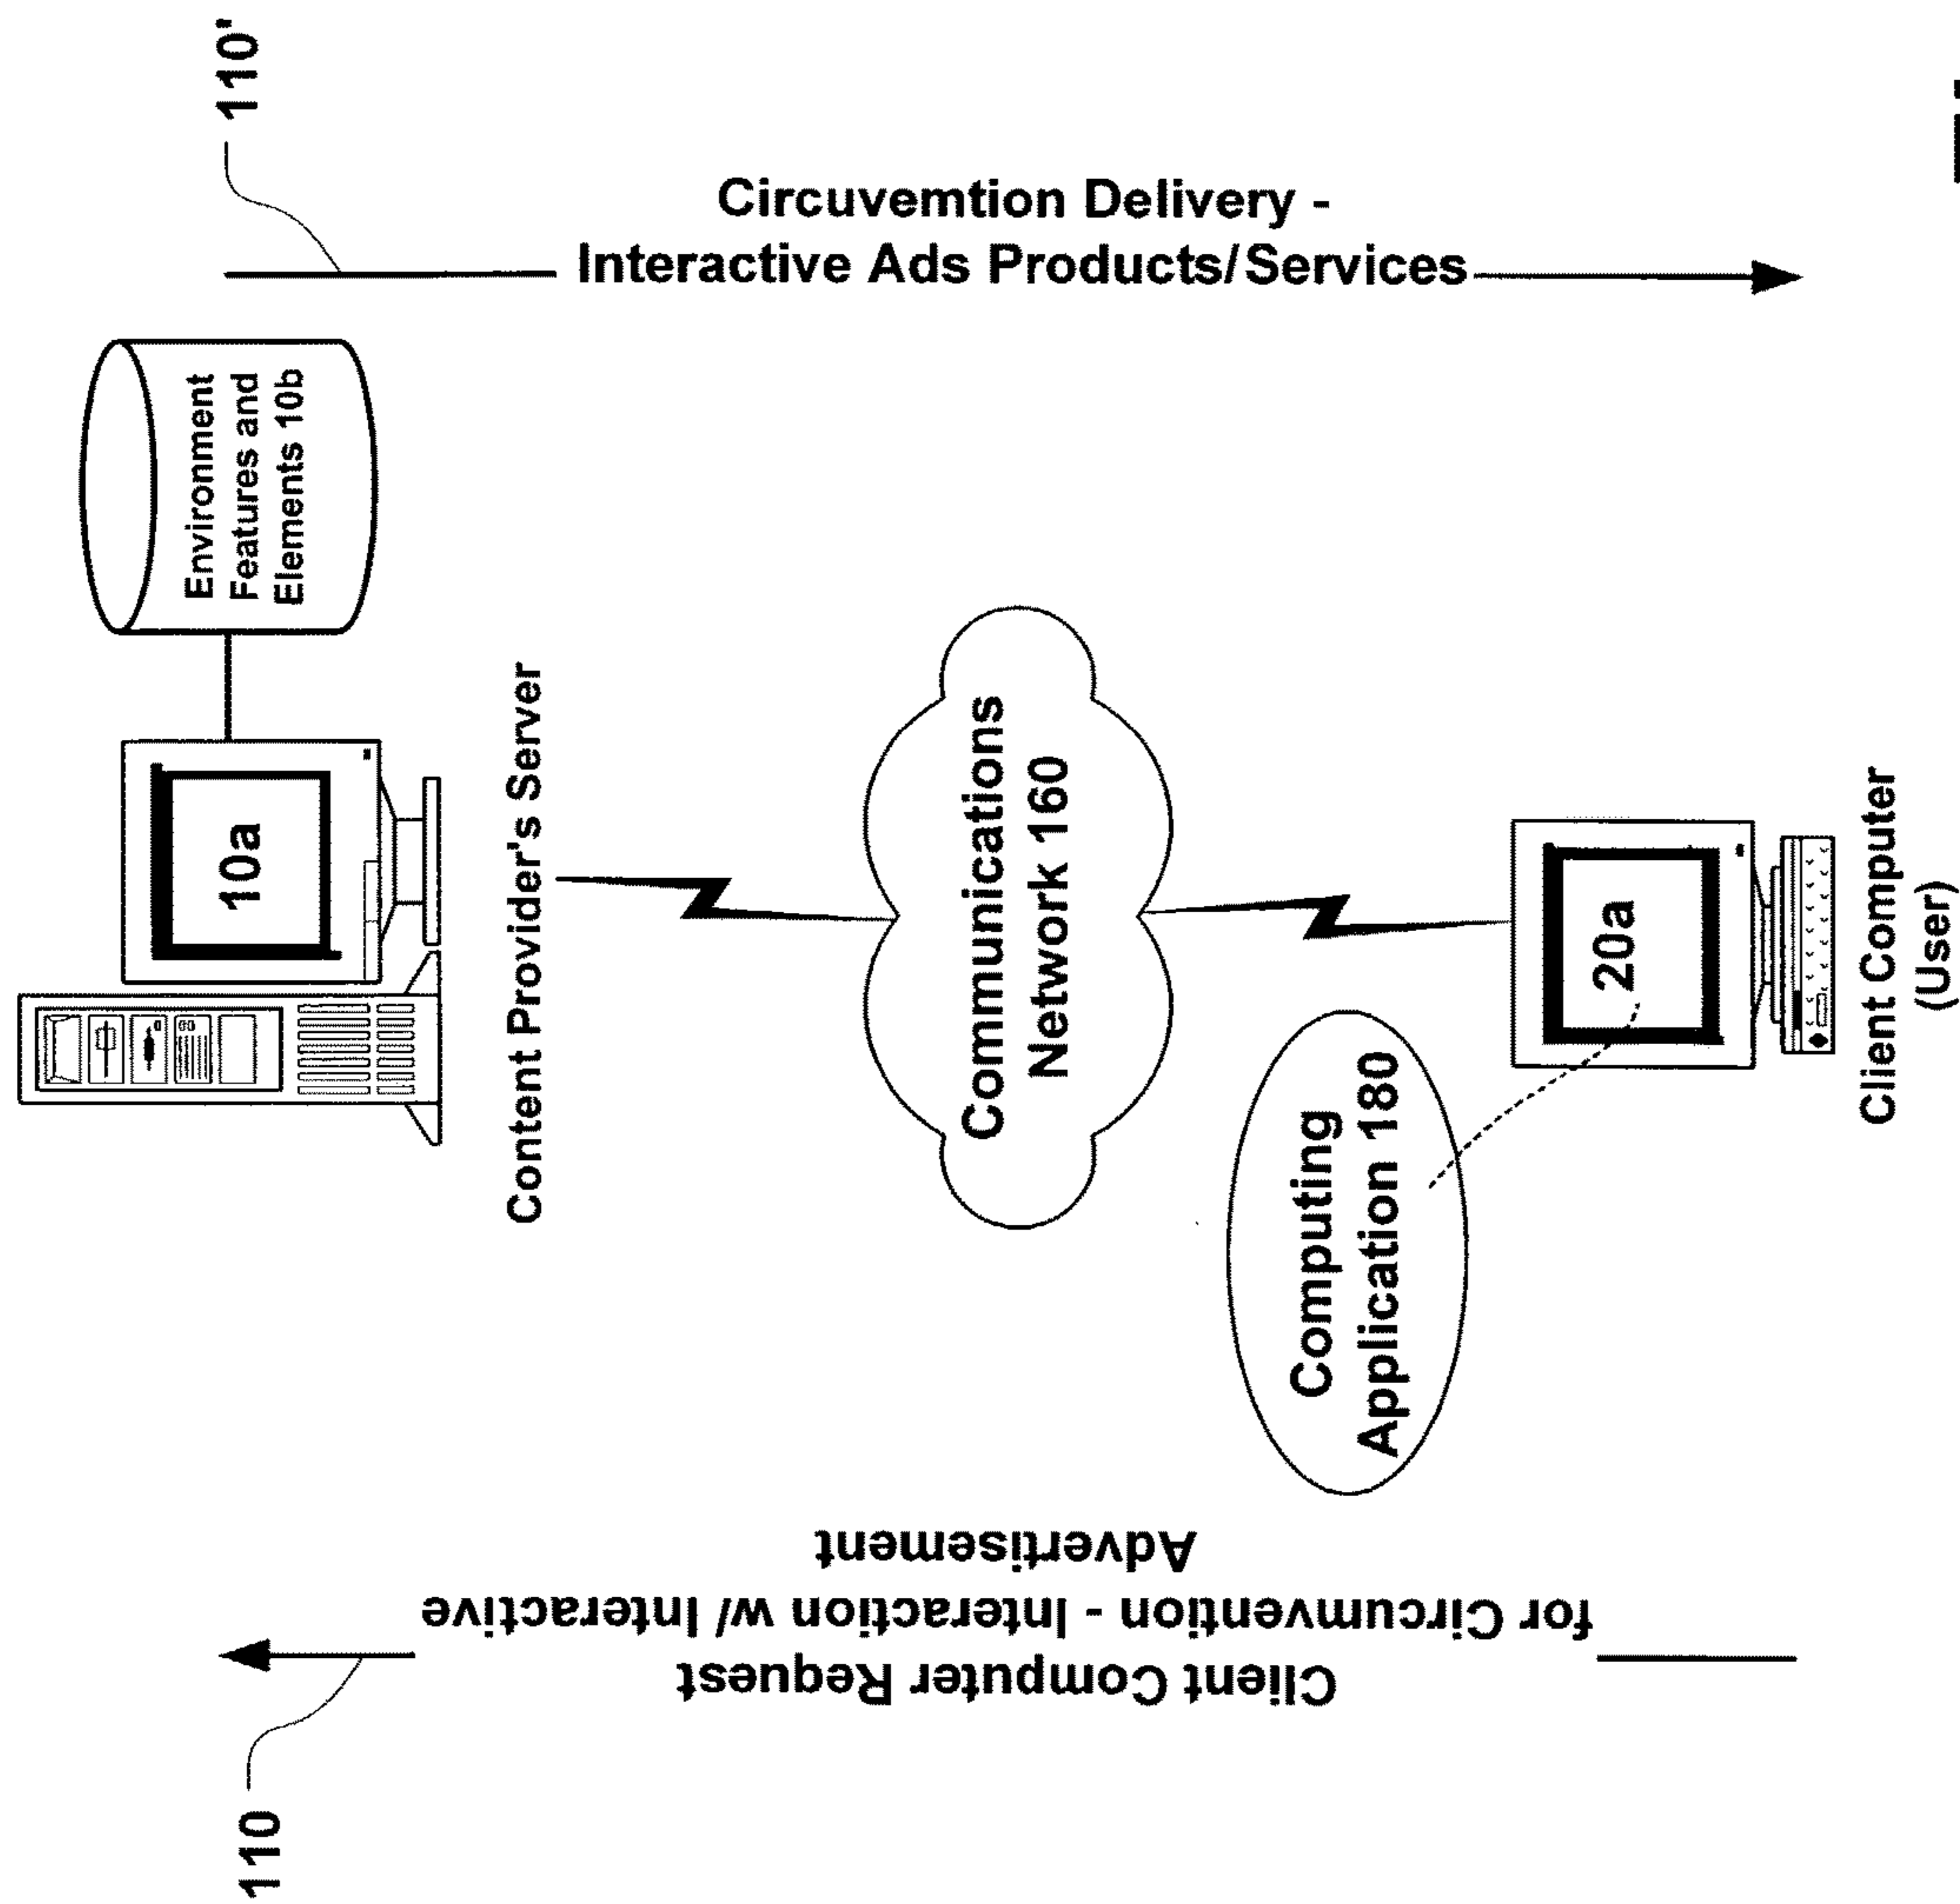 110'
Circuvemtion Delivery -
Interactive Ads Products/Services
Environment
Features and
Elements 10b
10a
Content Provider's Server
Communications
Network 160
Computing
Application 180
20a
Client Computer
(User)
Client Computer Request
for Circumvention - Interaction w/ Interactive
Advertisement
110